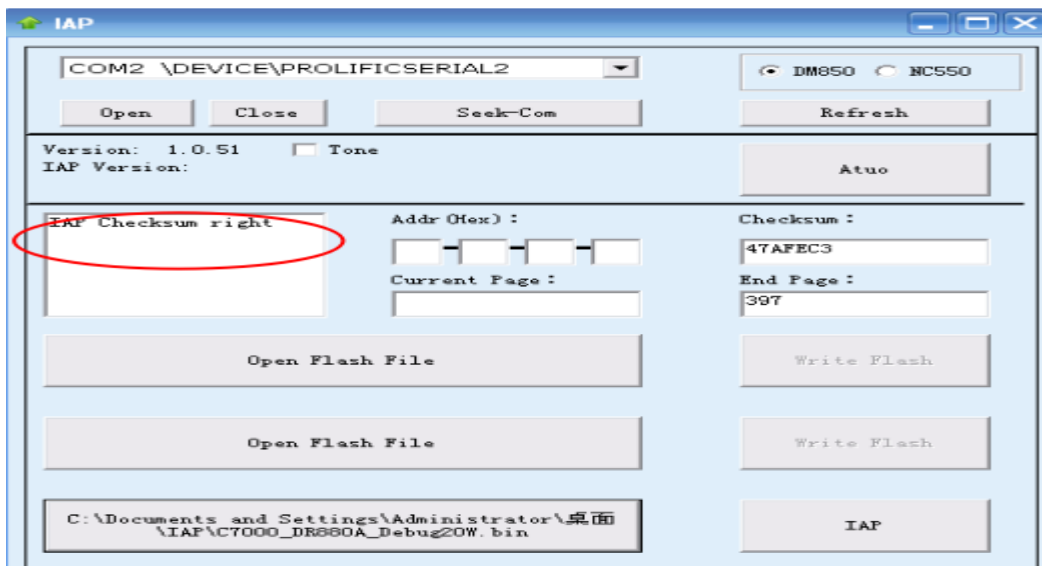 IAP
COM2 \DEVICE\PROLIFICSERIAL2
DM850 NC550
Open Close Seek-Com Refresh
Version: 1.0.51 Tone
IAP Version:
Atuo
IAP Checksum right
Addr(Hex):
Checksum:
- - -
47AFEC3
Current Page:
End Page:
397
Open Flash File
Write Flash
Open Flash File
Write Flash
C:\Documents and Settings\Administrator\桌面
\IAP\C7000_DR880A_Debug20W.bin
IAP